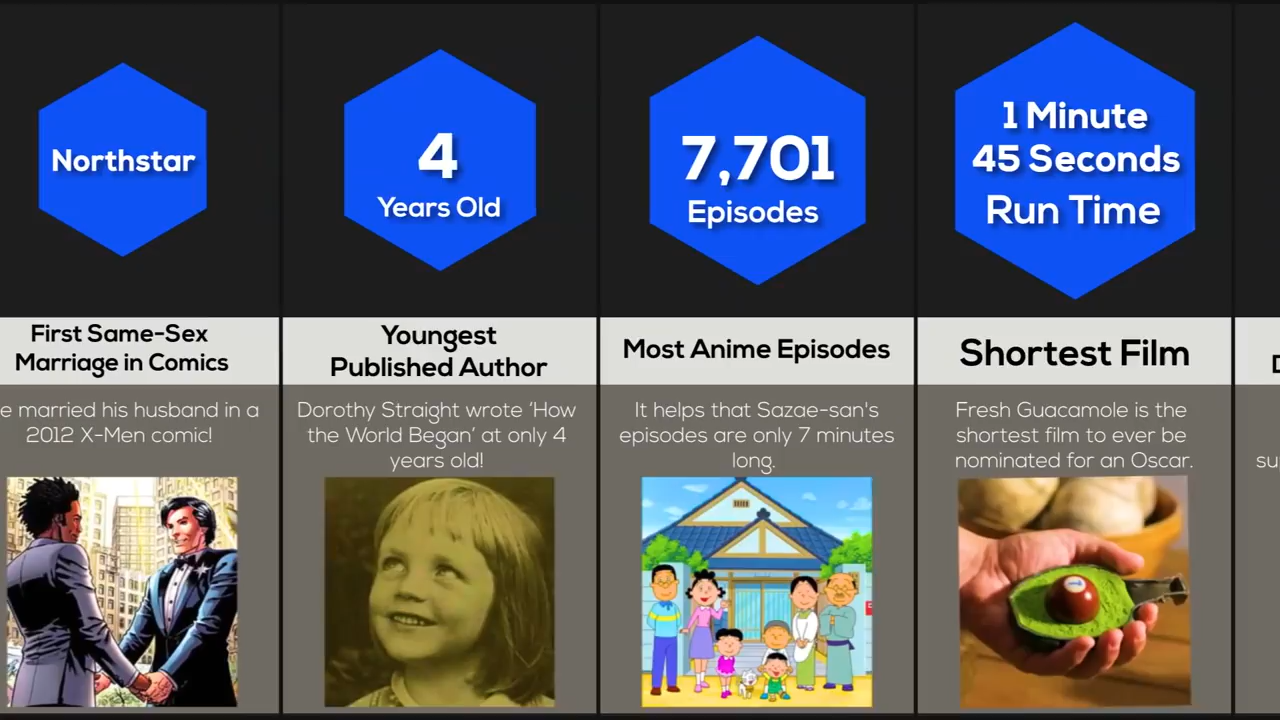 Northstar
First Same-Sex
Marriage in Comics
e married his husband in a
2012 X-Men comic!
4
Years Old
Youngest
Published Author
Dorothy Straight wrote ‘How
the World Began’ at only 4
years old!
7,701
Episodes
Most Anime Episodes
It helps that Sazae-san's
episodes are only 7 minutes
long.
1 Minute
45 Seconds
Run Time
Shortest Film
Fresh Guacamole is the
shortest film to ever be
nominated for an Oscar.
su